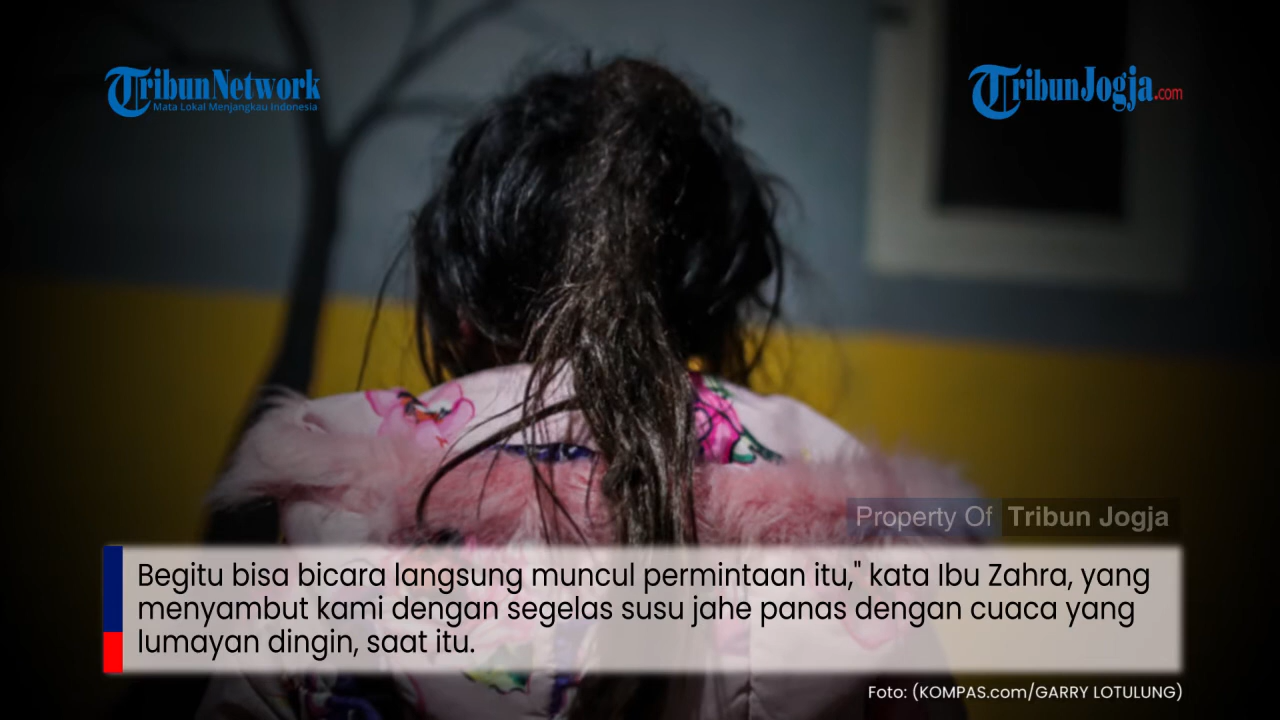 TribunNetwork
Mata Lokal Menjangkau Indonesia
TribunJogja.com
Property Of Tribun Jogja
Begitu bisa bicara langsung muncul permintaan itu," kata Ibu Zahra, yang
menyambut kami dengan segelas susu jahe panas dengan cuaca yang
lumayan dingin, saat itu.
Foto: (KOMPAS.com/GARRY LOTULUNG)